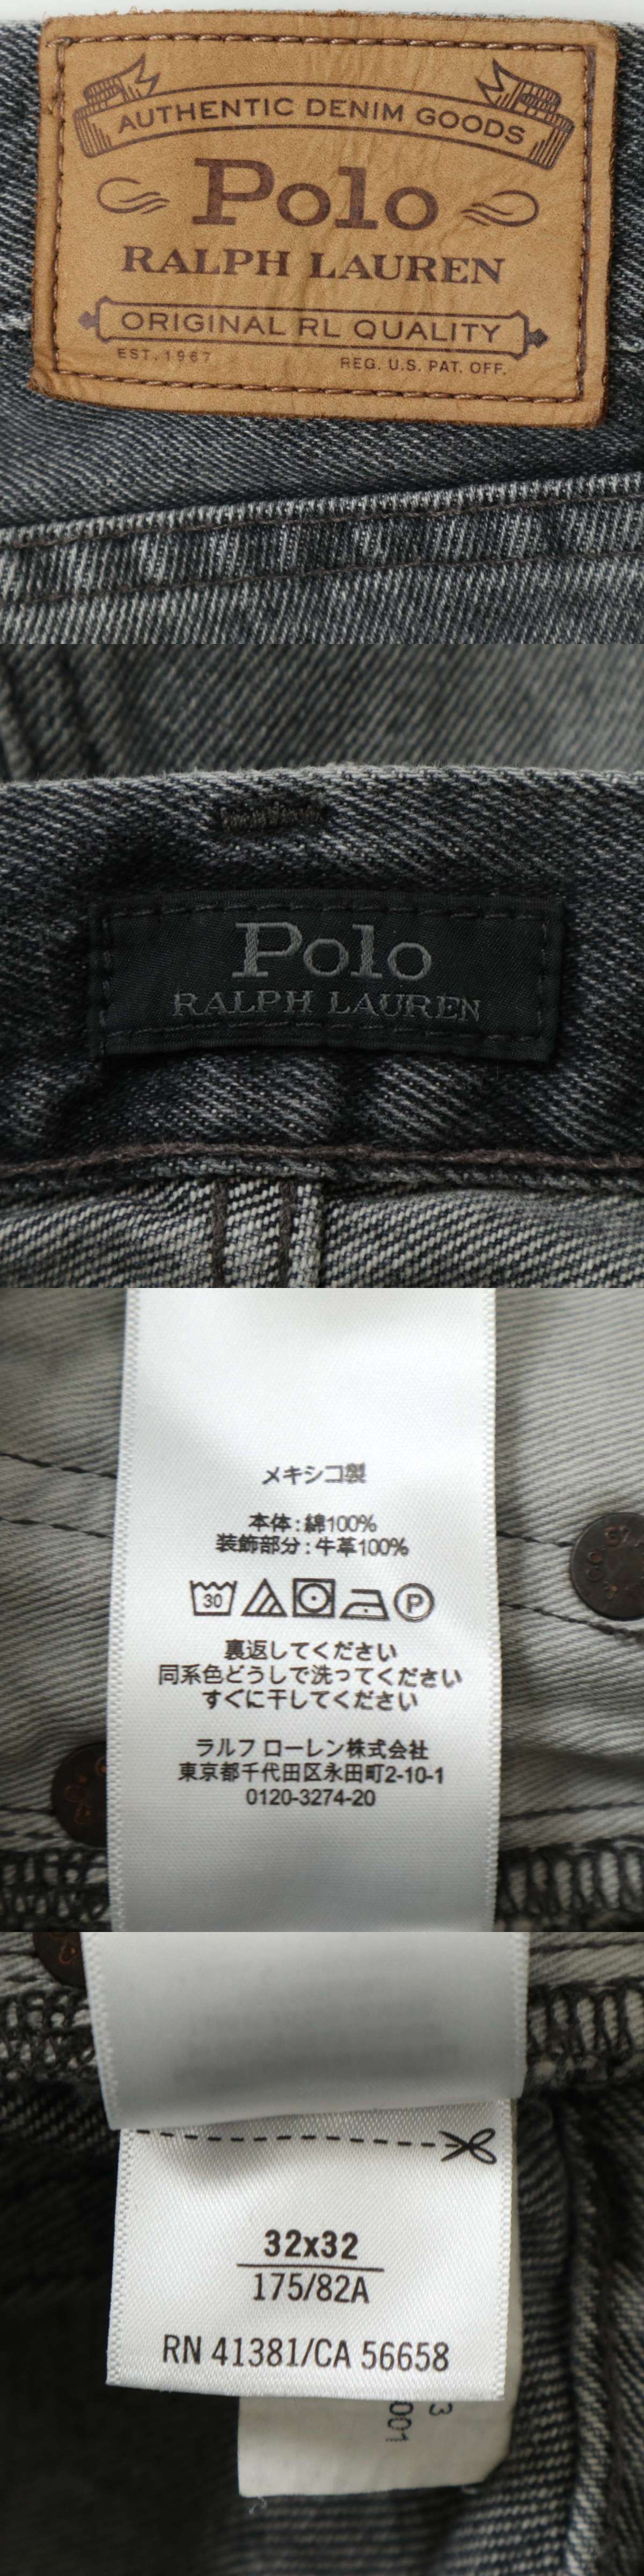 AUTHENTIC DENIM GOODS
Polo
RALPH LAUREN
ORIGINAL RL QUALITY
EST. 1967 REG. U.S. PAT. OFF.
Polo
RALPH LAUREN
メキシコ製
本体:綿100%
装飾部分:牛革100%
30
P
裏返してください
同系色どうしで洗ってください
すぐに干してください
ラルフ ローレン株式会社
東京都千代田区永田町2-10-1
0120-3274-20
32x32
175/82A
RN 41381/CA 56658
3
001